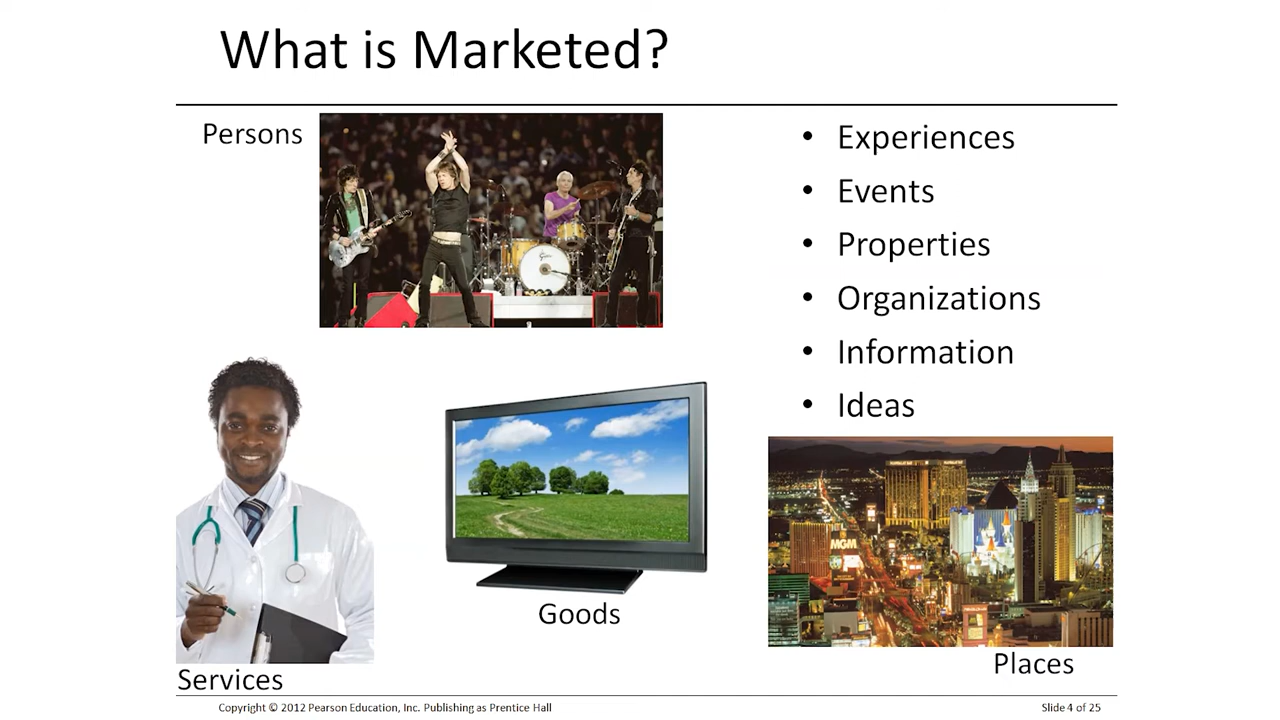 What is Marketed?
Persons
• Experiences
• Events
• Properties
• Organizations
• Information
• Ideas
MGM
Goods
Places
Services
Copyright © 2012 Pearson Education, Inc. Publishing as Prentice Hall
Slide 4 of 25